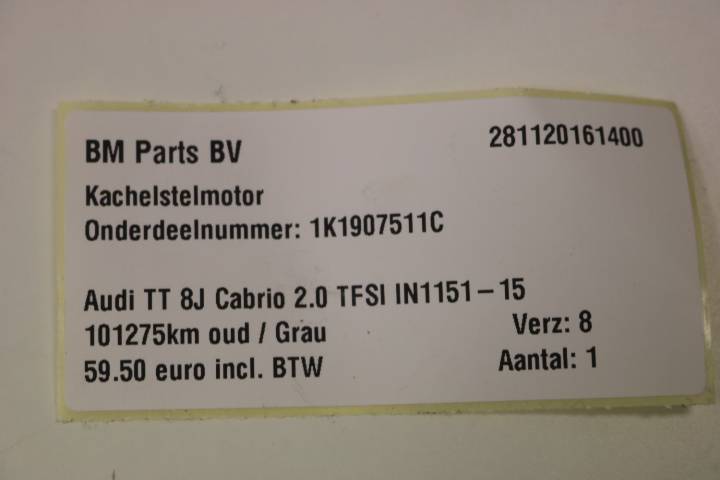 BM Parts BV 281120161400
Kachelstelmotor
Onderdeelnummer: 1K1907511C
Audi TT 8J Cabrio 2.0 TFSI IN1151-15
101275km oud / Grau Verz: 8
59.50 euro incl. BTW Aantal: 1